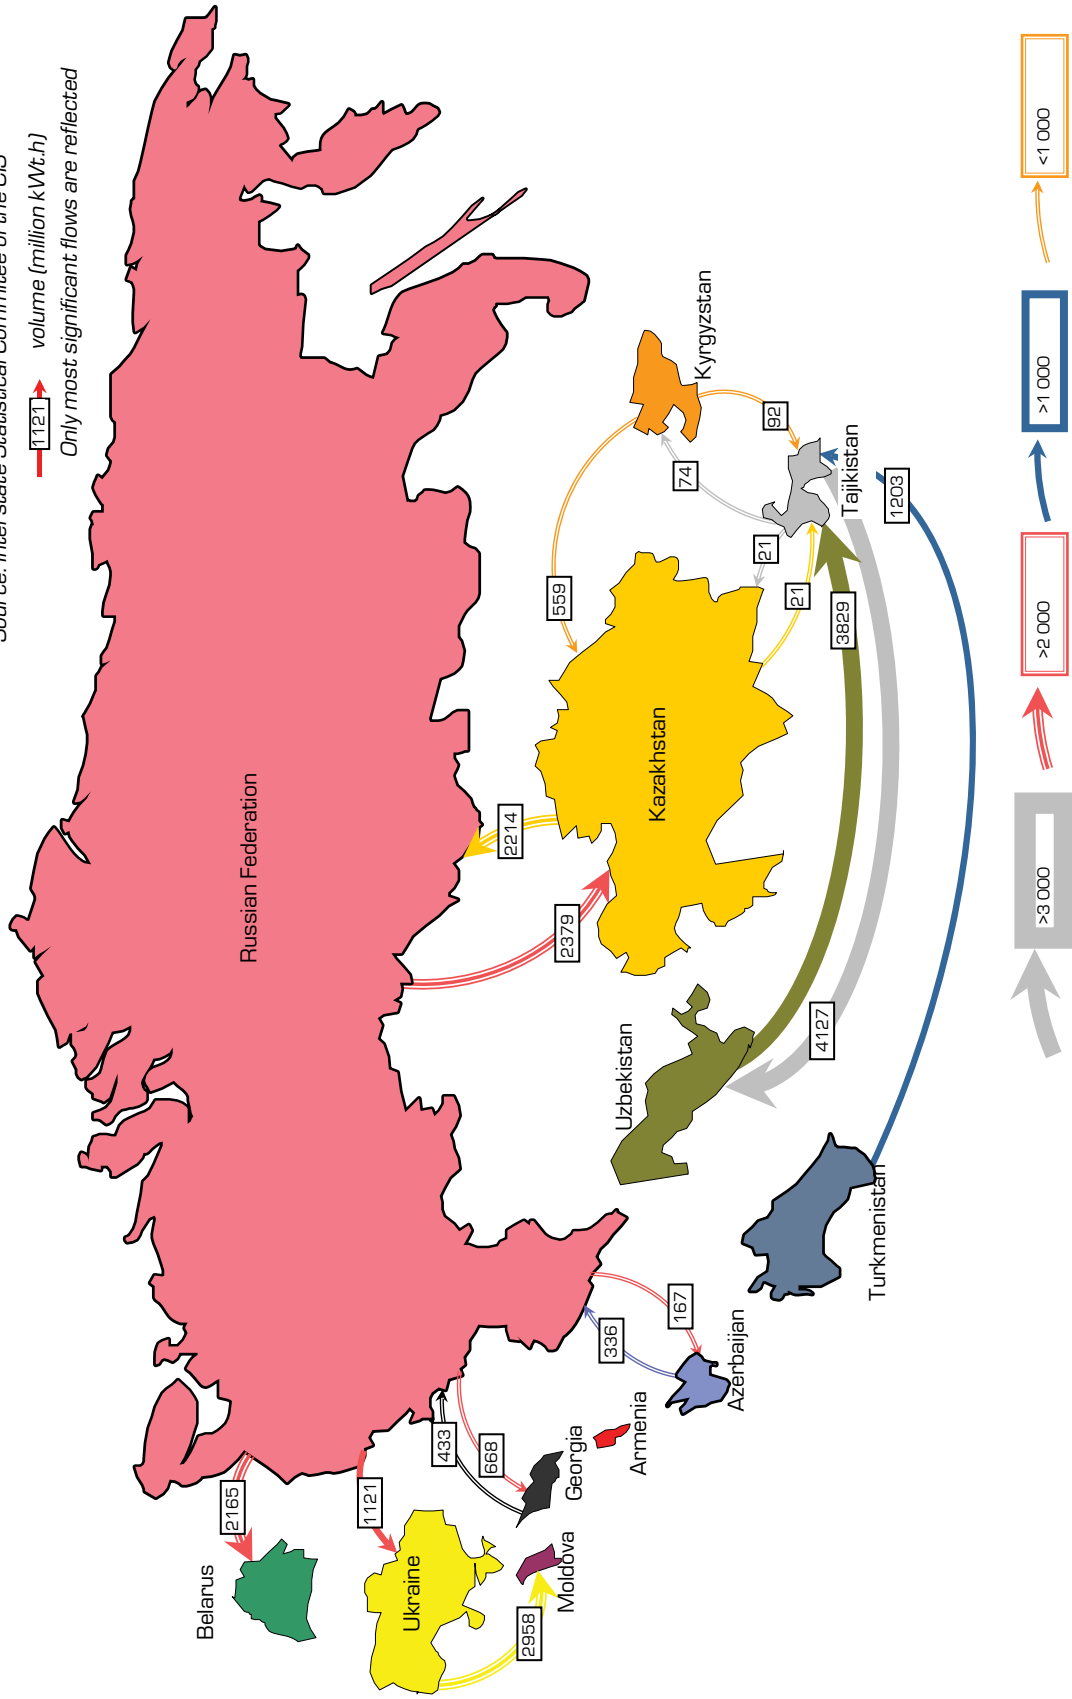 Source: Interstate Statistical Committee of the CIS
1121 volume (million kWt.h)
Only most significant flows are reflected
Russian Federation
Belarus
2165
Ukraine
1121
2958
Moldova
433
668
Georgia
Armenia
336
167
Azerbaijan
Turkmenistan
Uzbekistan
4127
2379
2214
Kazakhstan
559
21
21
3829
74
92
Kyrgyzstan
Tajikistan
1203
>3 000
>2 000
>1 000
<1 000